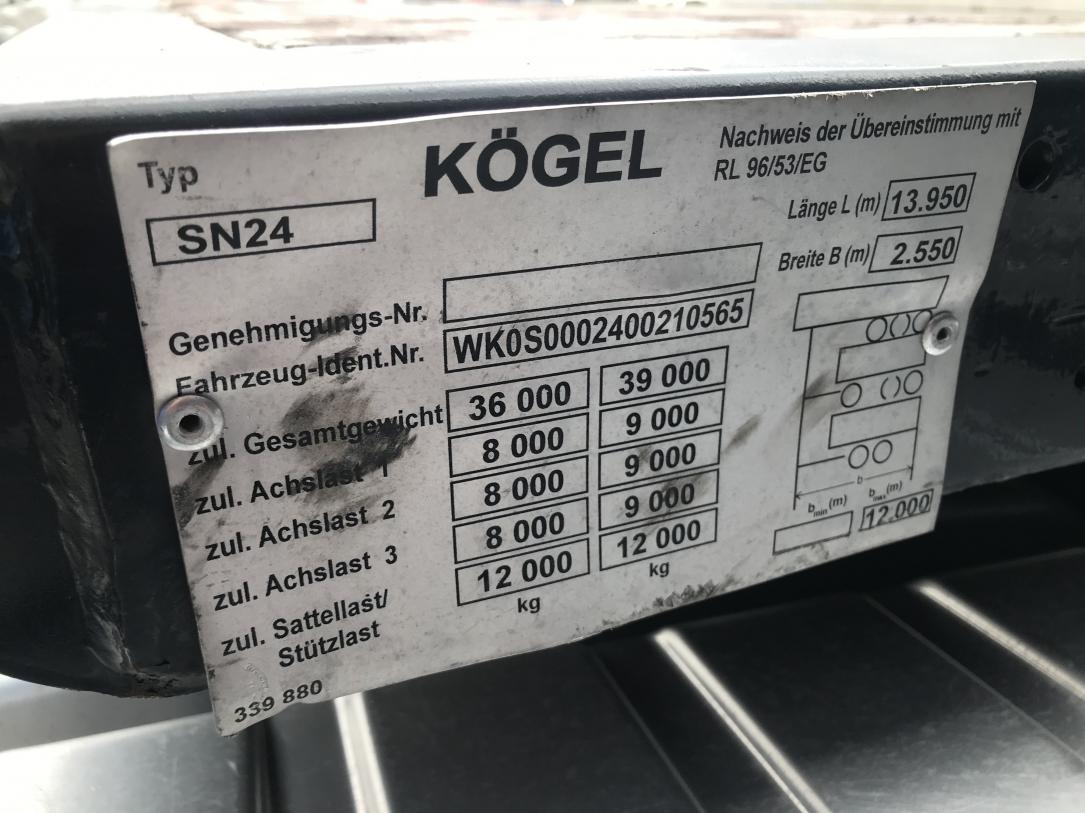 Typ
KÖGEL
Nachweis der Übereinstimmung mit
RL 96/53/EG
SN24
Länge L (m) 13.950
Breite B (m) 2.550
Genehmigungs-Nr.
Fahrzeug-Ident.Nr. WK0S0002400210565
zul. Gesamtgewicht 36 000 39 000
zul. Achslast 1 8 000 9 000
zul. Achslast 2 8 000 9 000
zul. Achslast 3 8 000 9 000
zul. Sattellast/
Stützlast 12 000 12 000
kg kg
b
bmin (m) bmax (m)
12.000
339 880